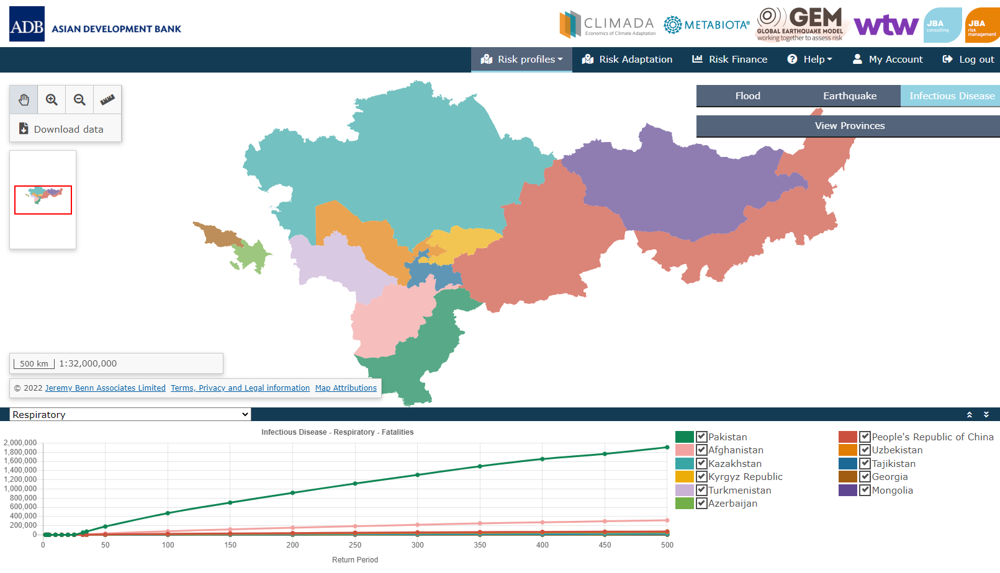 ADB ASIAN DEVELOPMENT BANK
CLIMADA
Economics of Climate Adaptation
METABIOTA®
GEM
GLOBAL EARTHQUAKE MODEL
working together to assess risk
wtw
JBA
consulting
JBA
risk
management
Risk profiles
Risk Adaptation
Risk Finance
Help
My Account
Log out
Download data
Flood
Earthquake
Infectious Disease
View Provinces
500 km
1:32,000,000
© 2022 Jeremy Benn Associates Limited Terms, Privacy and Legal information Map Attributions
Respiratory
Infectious Disease - Respiratory - Fatalities
2,000,000
1,800,000
1,600,000
1,400,000
1,200,000
1,000,000
800,000
600,000
400,000
200,000
0
0 50 100 150 200 250 300 350 400 450 500
Return Period
Pakistan
Afghanistan
Kazakhstan
Kyrgyz Republic
Turkmenistan
Azerbaijan
People's Republic of China
Uzbekistan
Tajikistan
Georgia
Mongolia